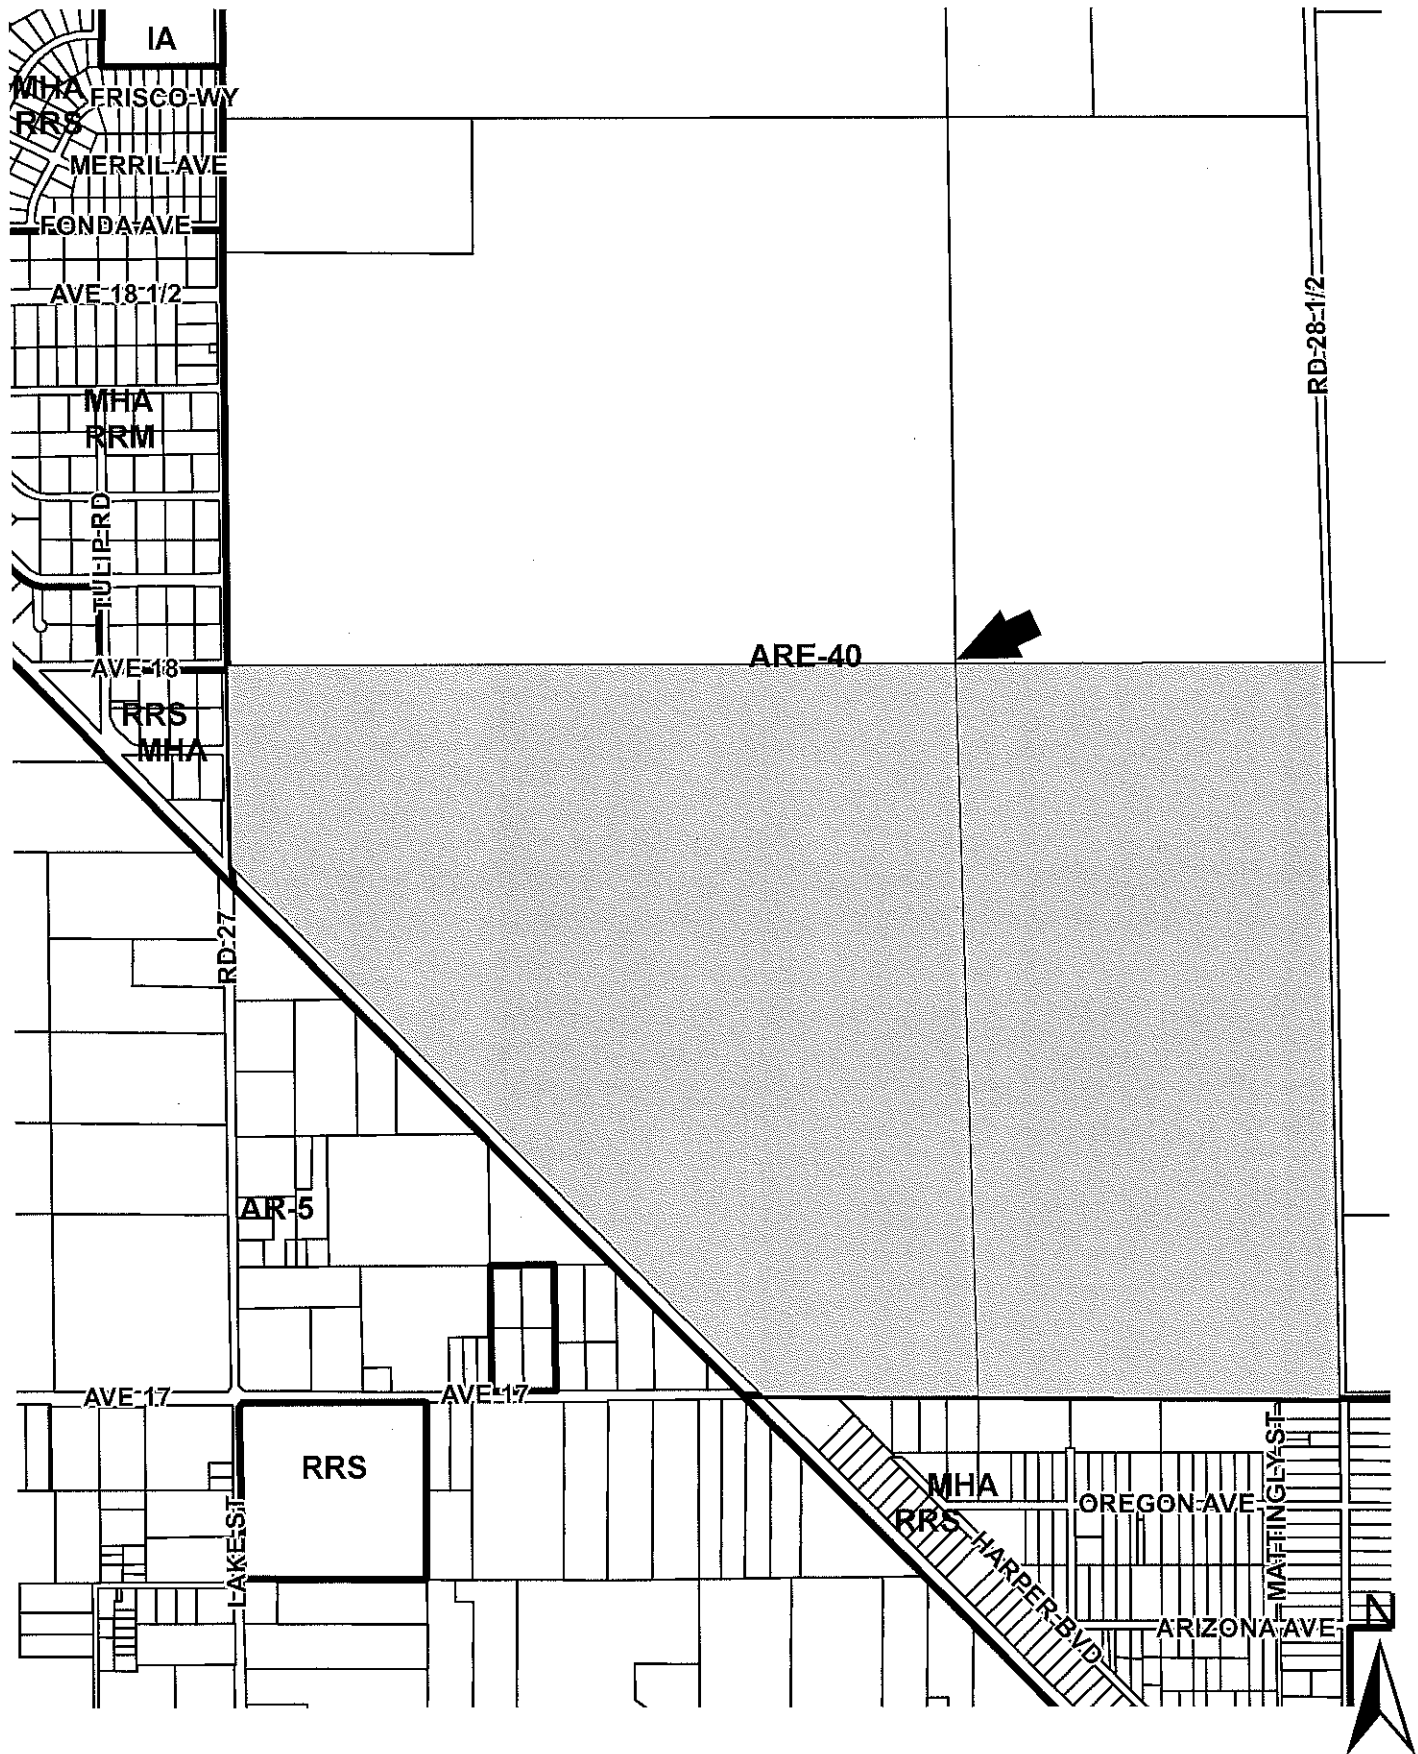 IA
MHA
RRS
FRISCO WY
MERRIL AVE
FONDA AVE
AVE 18 1/2
RD 28 1/2
MHA
RRM
TULIP RD
ARE-40
AVE 18
RRS
MHA
RD 27
AR-5
AVE 17
AVE 17
RRS
LAKE ST
MHA
RRS
OREGON AVE
MATTINGLY ST
HARPER BVD
ARIZONA AVE
N